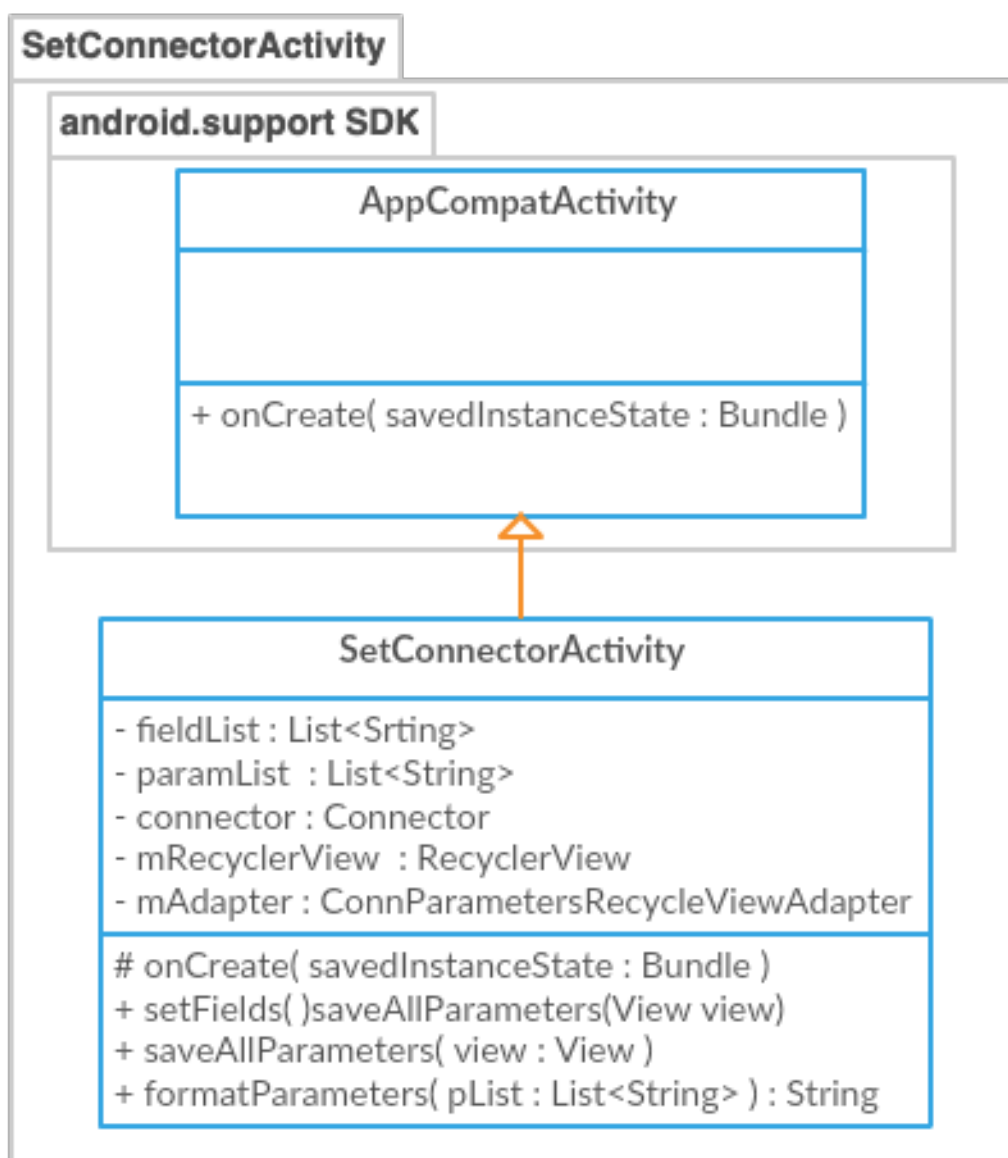 SetConnectorActivity
android.support SDK
AppCompatActivity
+ onCreate( savedInstanceState : Bundle )
SetConnectorActivity
- fieldList : List<Srting>
- paramList : List<String>
- connector : Connector
- mRecyclerView : RecyclerView
- mAdapter : ConnParametersRecycleViewAdapter
# onCreate( savedInstanceState : Bundle )
+ setFields( )saveAllParameters(View view)
+ saveAllParameters( view : View )
+ formatParameters( pList : List<String> ) : String